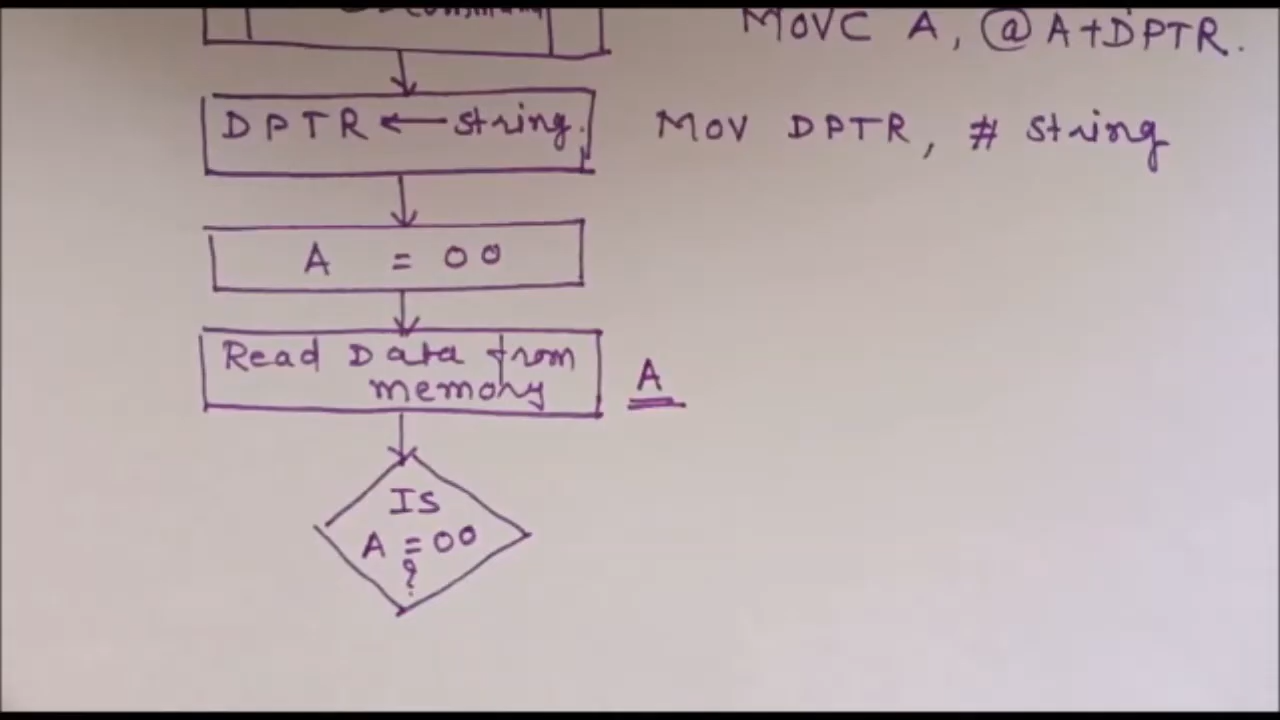 MOVC A, @A+DPTR.
DPTR ← string.
MOV DPTR, # string
A = 00
Read Data from
memory
A
Is
A = 00
?